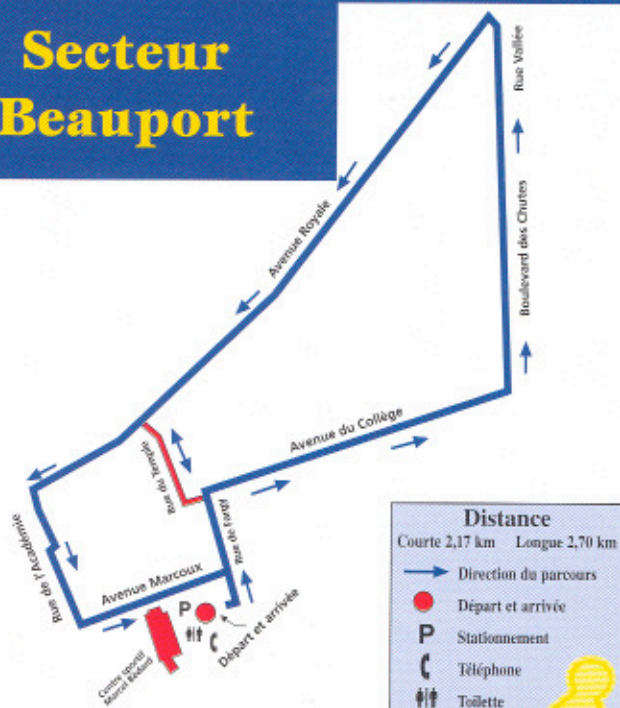 Secteur
Beauport
Rue Vallée
Boulevard des Chutes
Avenue Royale
Avenue du Collège
Rue du Temple
Rue de Fargy
Rue de l'Académie
Avenue Marcoux
P
Départ et arrivée
Centre sportif
Marcel Bédard
Distance
Courte 2,17 km Longue 2,70 km
Direction du parcours
Départ et arrivée
P Stationnement
Téléphone
Toilette